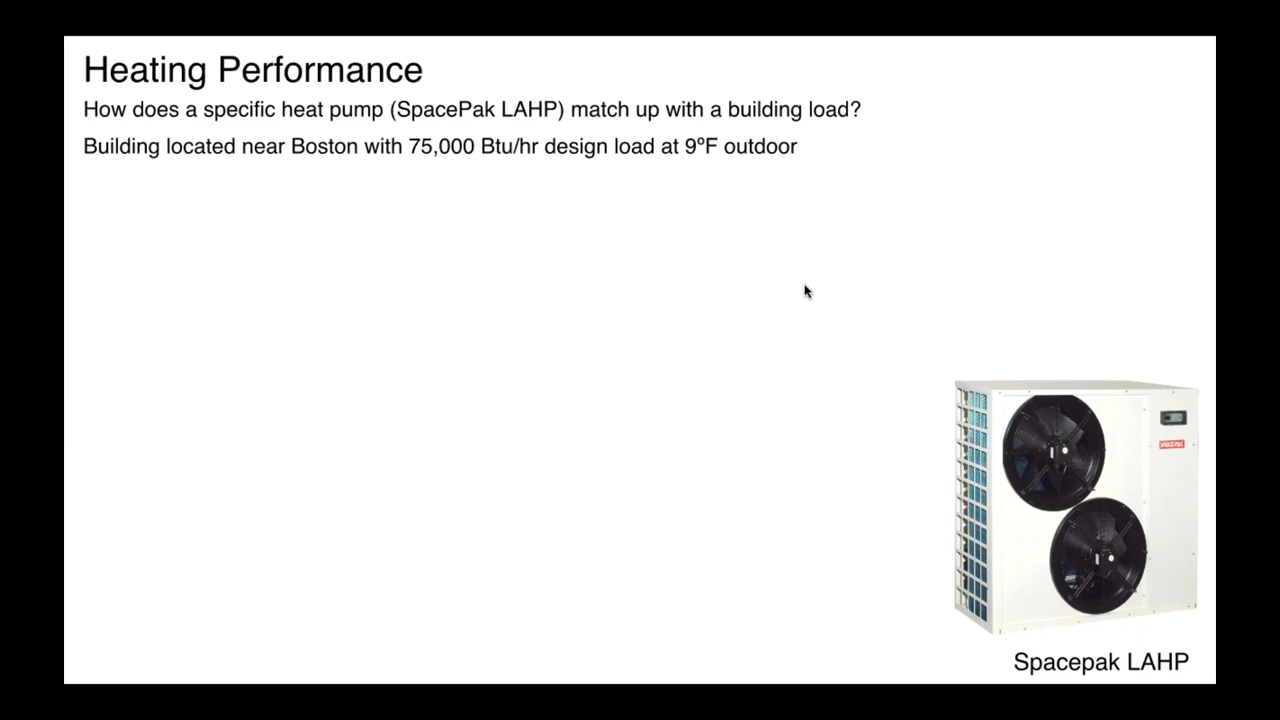 Heating Performance
How does a specific heat pump (SpacePak LAHP) match up with a building load?
Building located near Boston with 75,000 Btu/hr design load at 9ºF outdoor
SPACEPAK
Spacepak LAHP